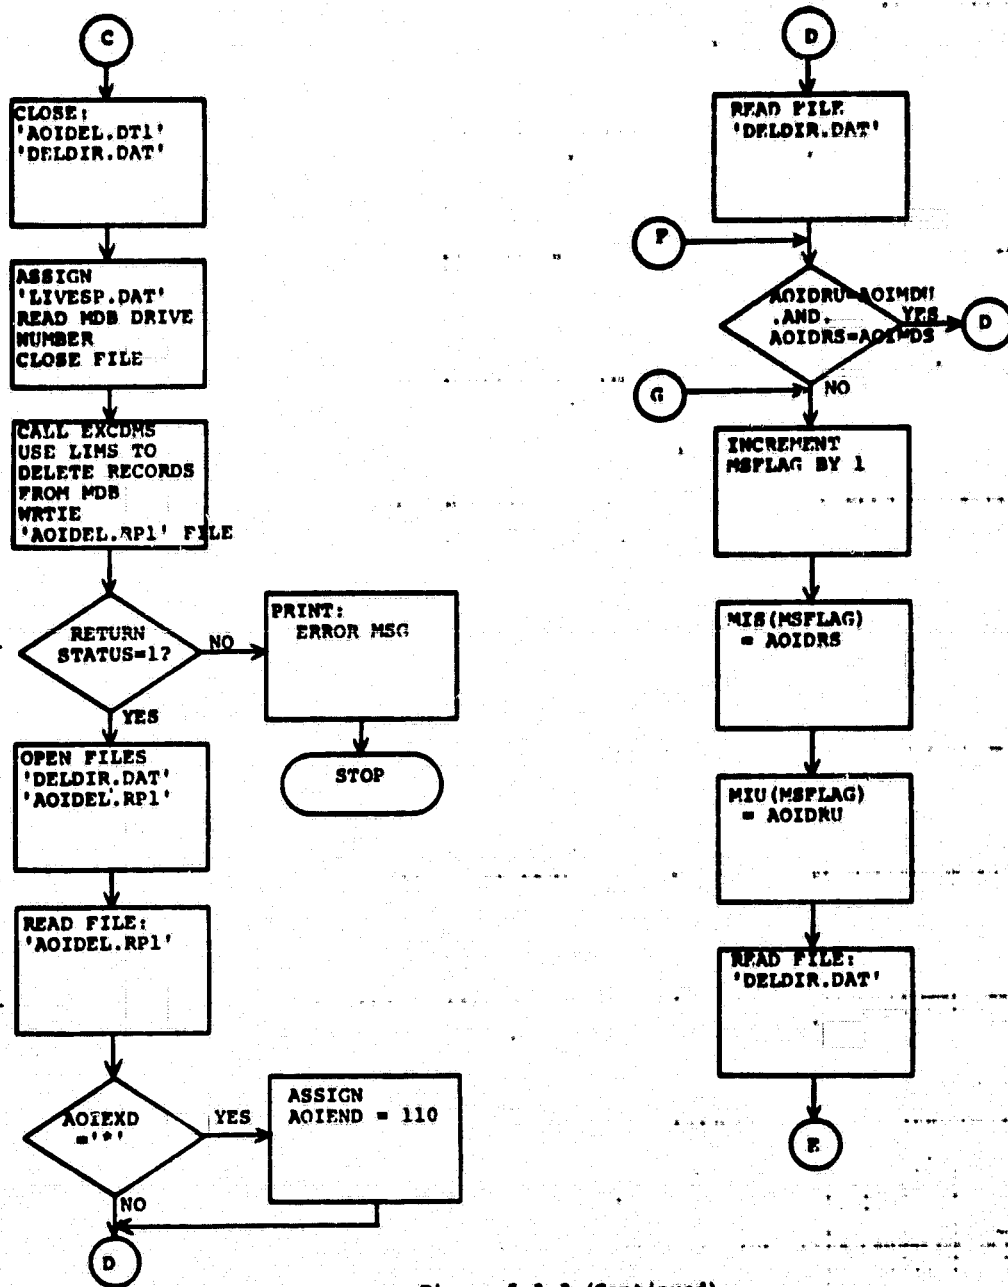 C
CLOSE:
'AOIDEL.DT1'
'DELDIR.DAT'
ASSIGN
'LIVESP.DAT'
READ MDB DRIVE
NUMBER
CLOSE FILE
CALL EXCDMS
USE LIMS TO
DELETE RECORDS
FROM MDB
WRTIE
'AOIDEL.RP1' FILE
RETURN
STATUS=1?
NO
PRINT:
ERROR MSG
STOP
YES
OPEN FILES
'DELDIR.DAT'
'AOIDEL.RP1'
READ FILE:
'AOIDEL.RP1'
AOIEXD
='*'
YES
ASSIGN
AOIEND = 110
NO
D
D
READ FILE
'DELDIR.DAT'
F
AOIDRU=AOIMDU
.AND.
AOIDRS=AOIMDS
YES
D
G
NO
INCREMENT
MSFLAG BY 1
MIS(MSFLAG)
= AOIDRS
MIU(MSFLAG)
= AOIDRU
READ FILE:
'DELDIR.DAT'
E
(Continued)